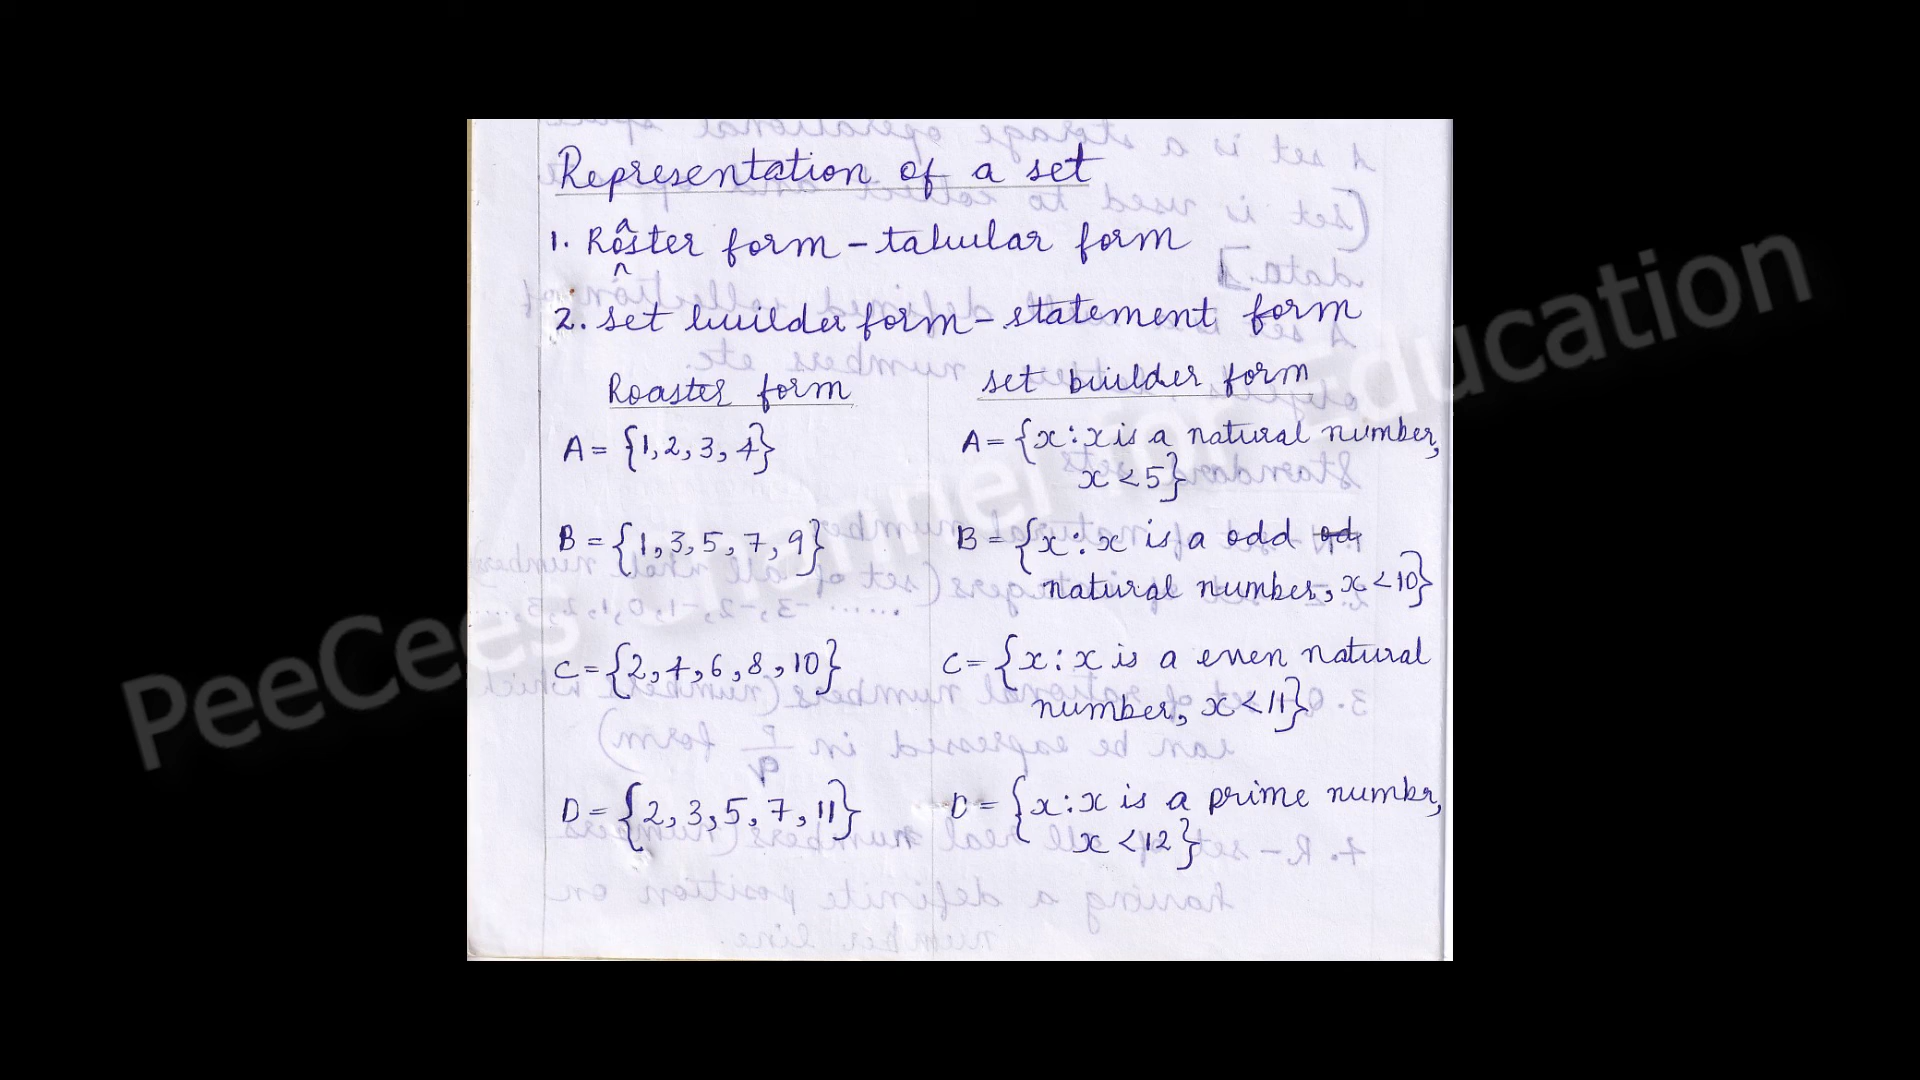 Representation of a set
1. Roaster form - tabular form
2. set builder form - statement form
Roaster form
set builder form
A = {1, 2, 3, 4}
A = {x : x is a natural number,
x < 5}
B = {1, 3, 5, 7, 9}
B = {x : x is a odd od
natural number, x < 10}
C = {2, 4, 6, 8, 10}
C = {x : x is a even natural
number, x < 11}
D = {2, 3, 5, 7, 11}
D = {x : x is a prime numbr,
x < 12}
PeeCees Channel for Education